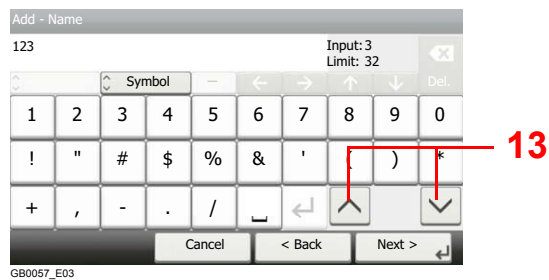 Add - Name
123
Input: 3
Limit: 32
Symbol
Del.
1 2 3 4 5 6 7 8 9 0
! " # $ % & ' ( ) *
13
+ , - . /
Cancel < Back Next >
GB0057_E03